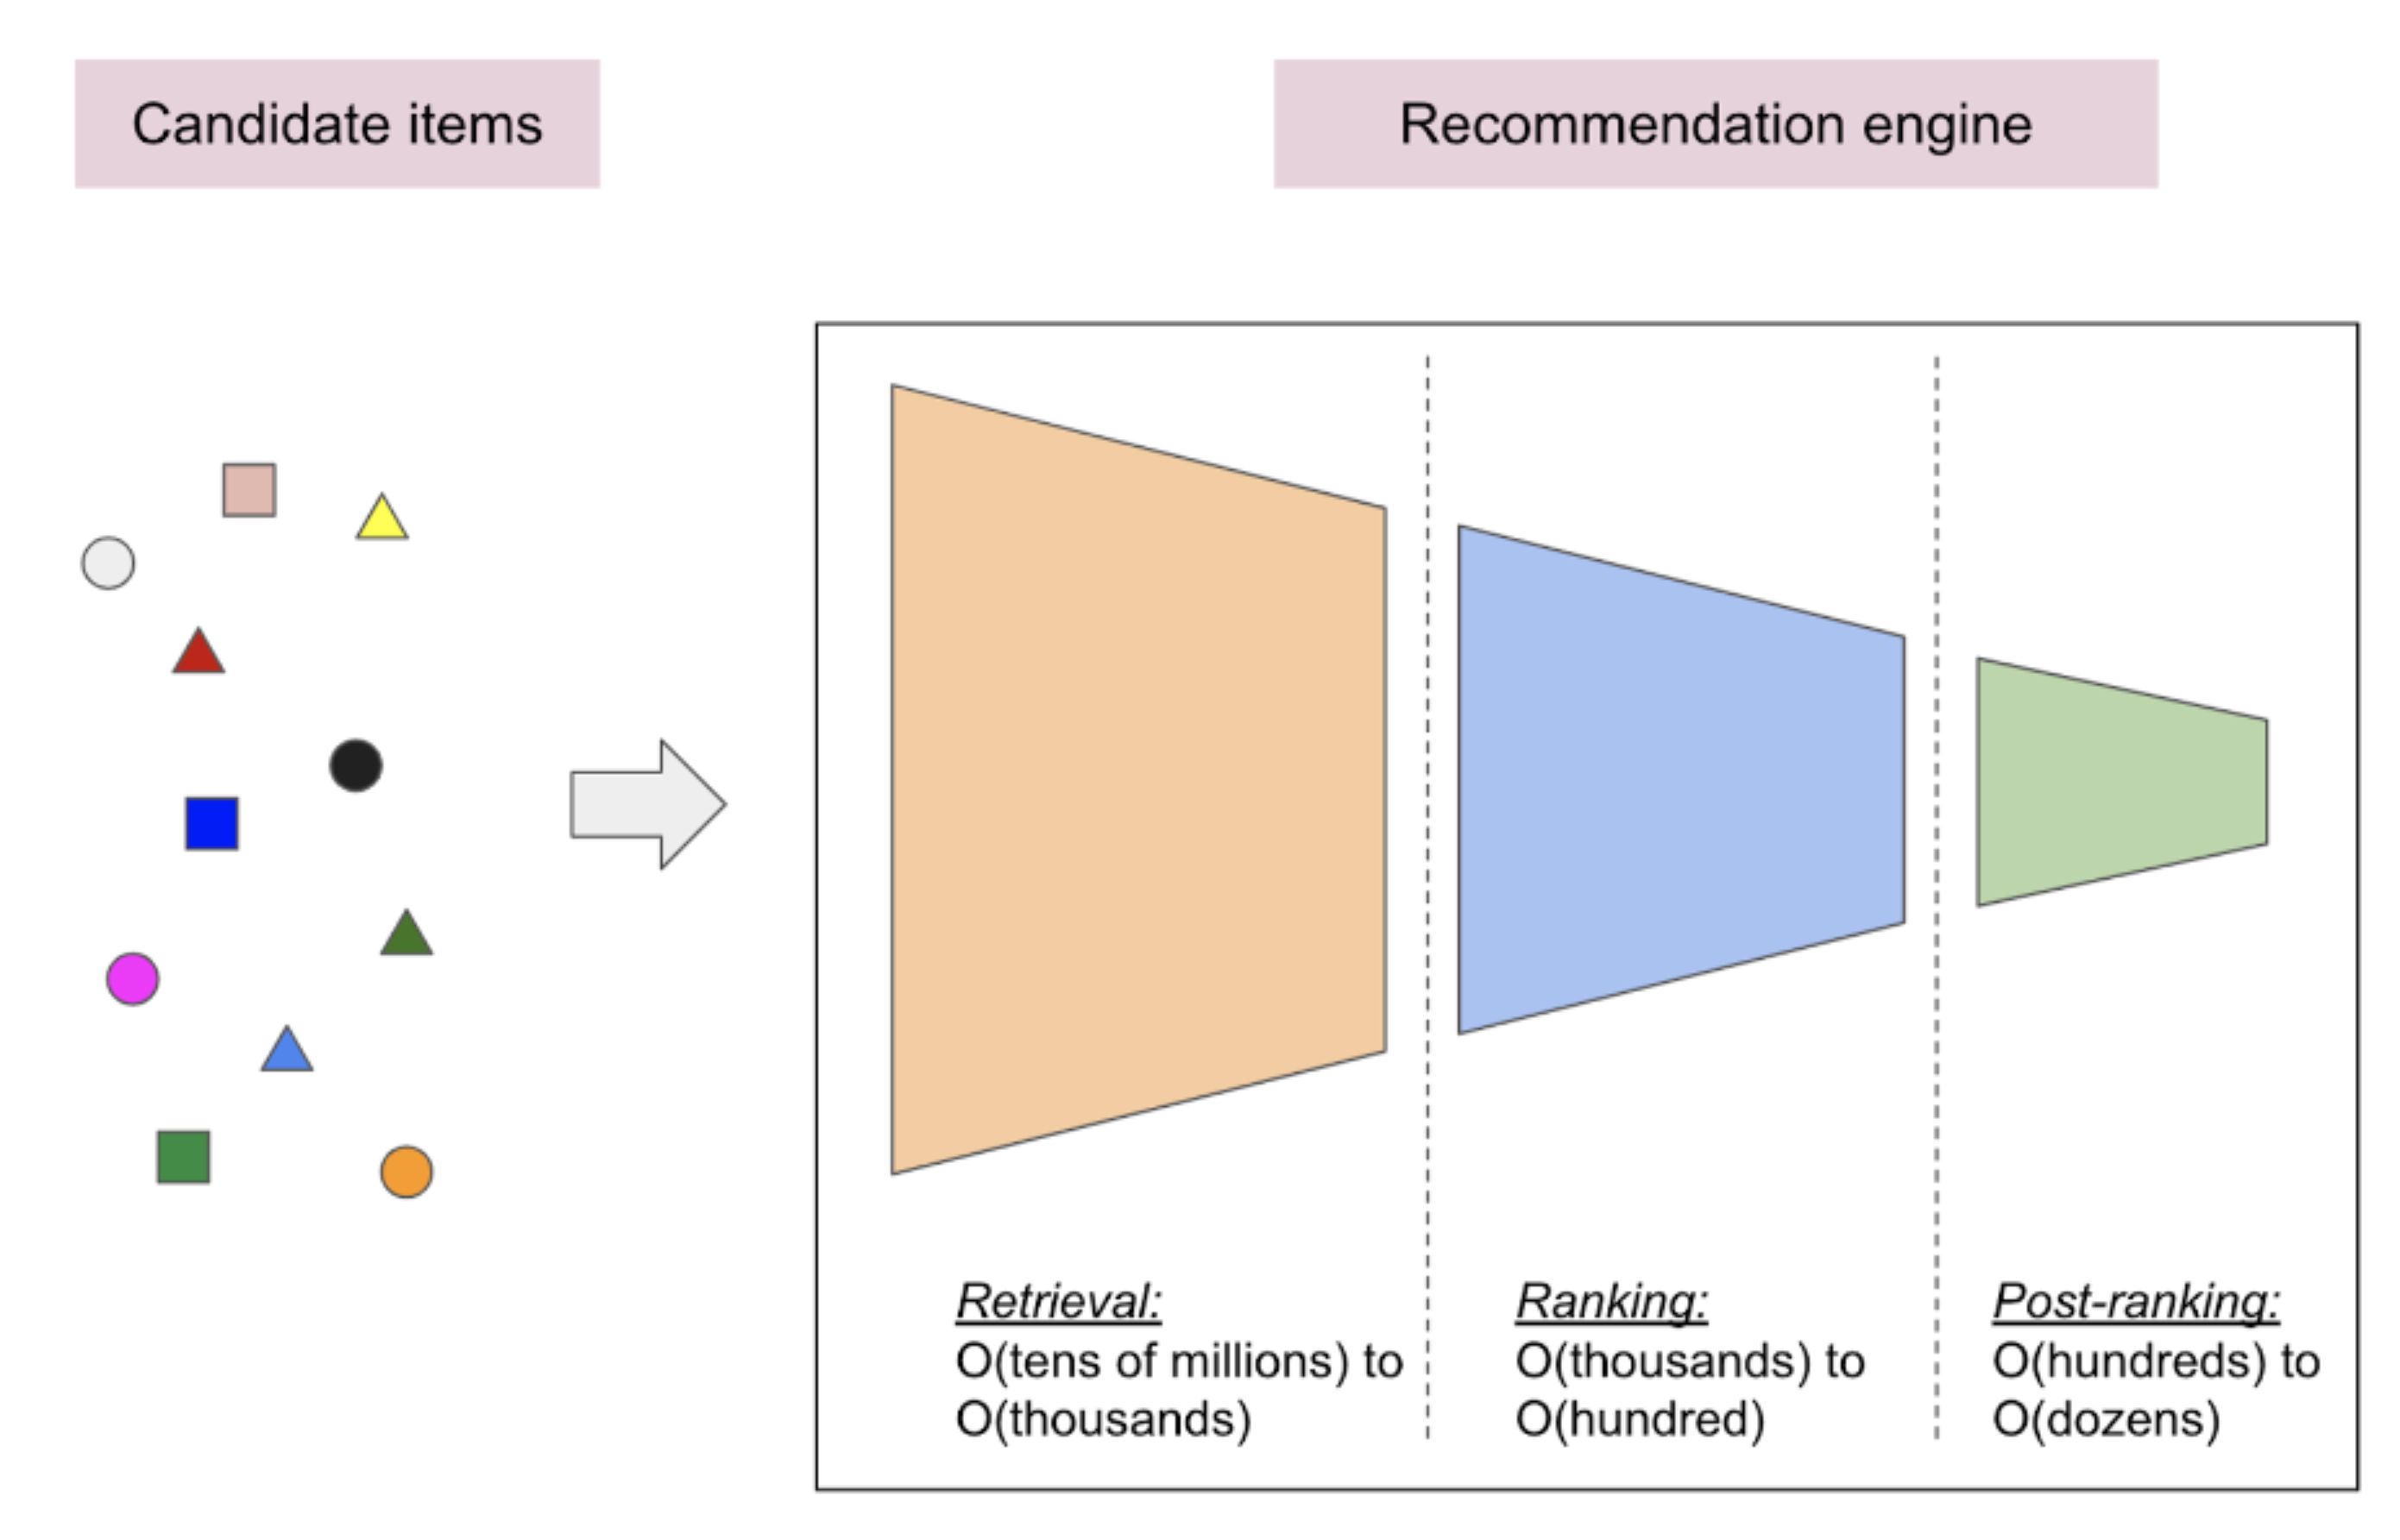 Candidate items
Recommendation engine
Retrieval:
O(tens of millions) to
O(thousands)
Ranking:
O(thousands) to
O(hundred)
Post-ranking:
O(hundreds) to
O(dozens)